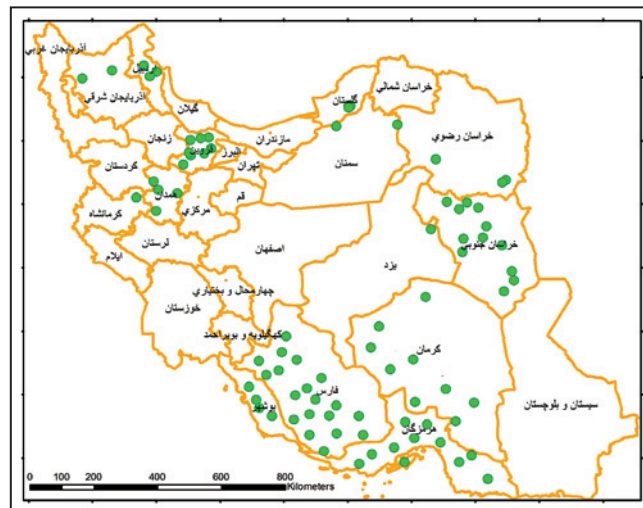 آذربایجان غربی
اردبیل
آذربایجان شرقی
گیلان
گلستان
خراسان شمالی
مازندران
خراسان رضوی
زنجان
قزوین
البرز
تهران
سمنان
کردستان
همدان
قم
مرکزی
کرمانشاه
لرستان
ایلام
اصفهان
خراسان جنوبی
یزد
چهارمحال و بختیاری
خوزستان
کهگیلویه و بویراحمد
کرمان
فارس
بوشهر
سیستان و بلوچستان
هرمزگان
0 100 200 400 600 800
Kilometers